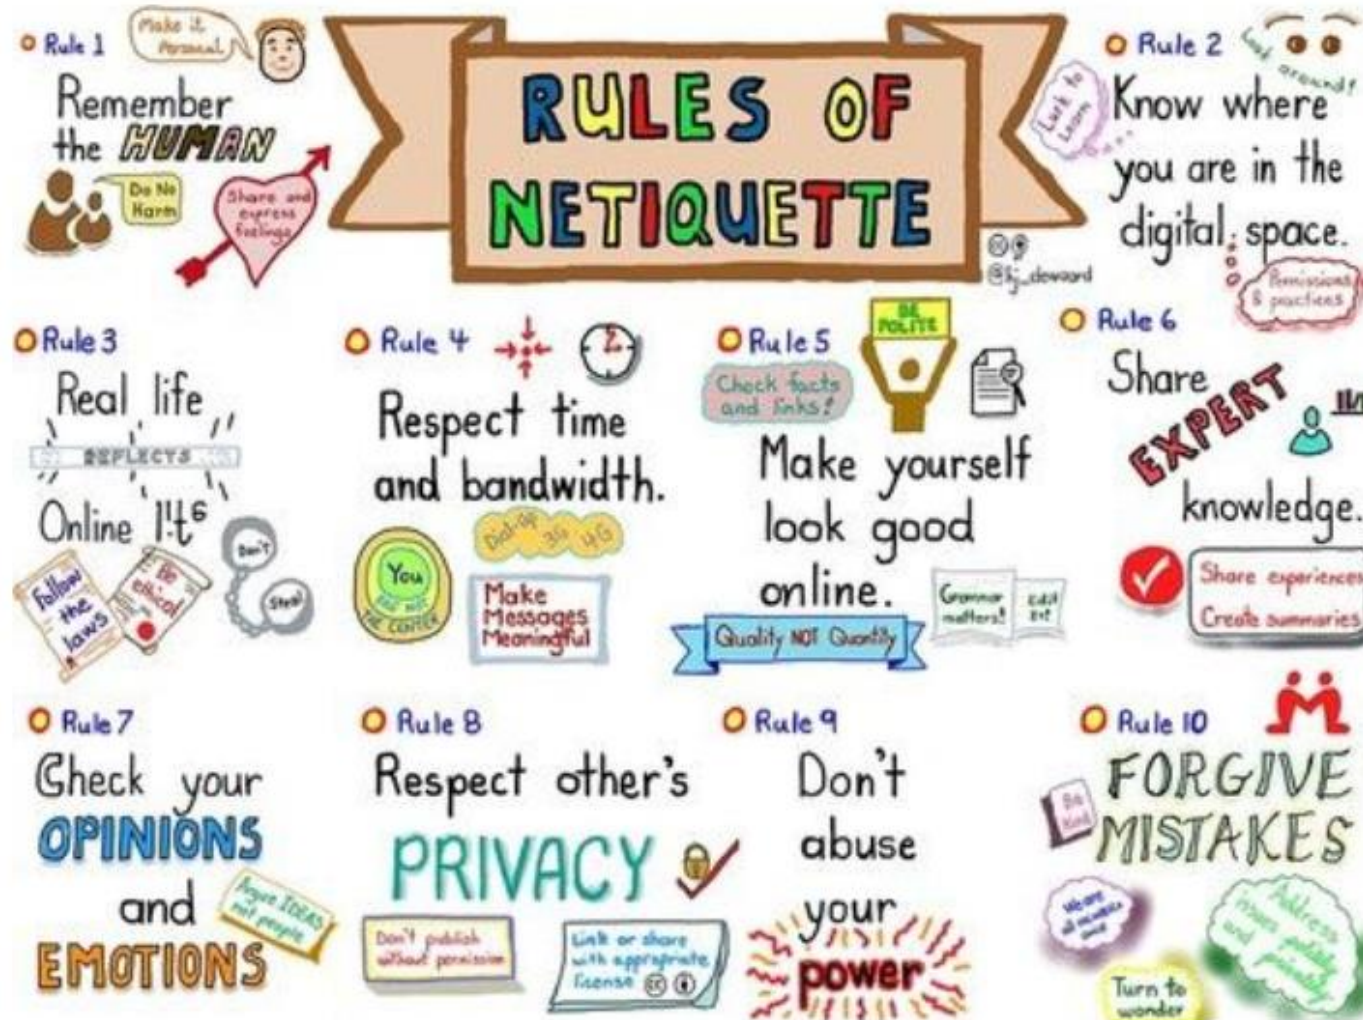 RULES OF
NETIQUETTE
@hj_dewaard
Rule 1
Make it
Personal
Remember
the HUMAN
Do No
Harm
Share and
express
feelings
Rule 2
Look around!
Lurk to
Learn
Know where
you are in the
digital space.
Permissions
& practices
Rule 3
Real life
REFLECTS
Online
Follow
the
laws
Be
ethical
Don't
Steal
Rule 4
Respect time
and bandwidth.
You
are not
THE CENTER
Dial-up
3G 4G
Make
Messages
Meaningful
Rule 5
BE
POLITE
Check facts
and links!
Make yourself
look good
online.
Grammar
matters!
Edit
Quality NOT Quantity
Rule 6
Share
EXPERT
knowledge.
Share experiences
Create summaries
Rule 7
Check your
OPINIONS
and
EMOTIONS
Argue IDEAS
not people
Rule 8
Respect other's
PRIVACY
Don't publish
without permission
Link or share
with appropriate
license
Rule 9
Don't
abuse
your
power
Rule 10
FORGIVE
MISTAKES
Be
Kind
We are
all newbies
once
Address
issues politely
and
privately
Turn to
wonder